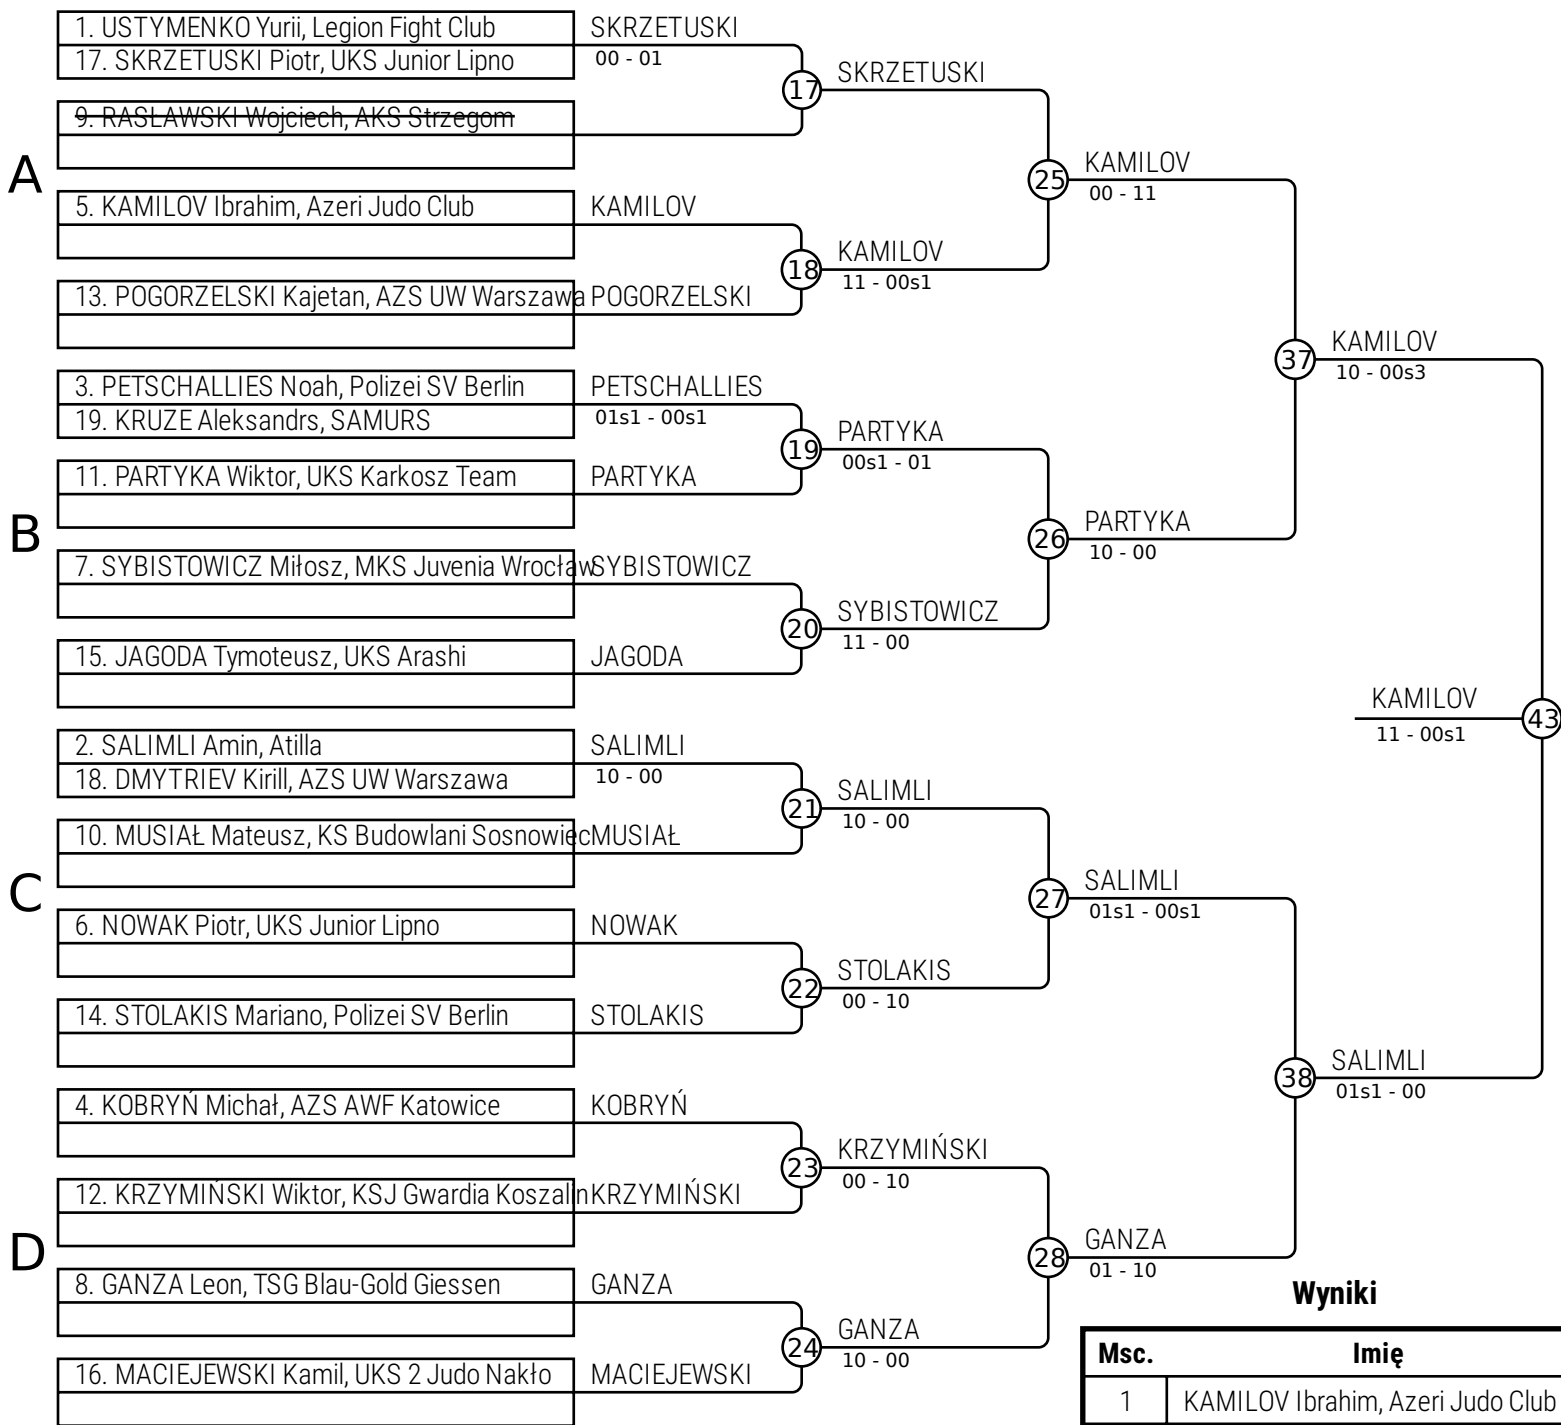 1. USTYMENKO Yurii, Legion Fight Club
17. SKRZETUSKI Piotr, UKS Junior Lipno
SKRZETUSKI
00 - 01
9. RASŁAWSKI Wojciech, AKS Strzegom
17
SKRZETUSKI
A
5. KAMILOV Ibrahim, Azeri Judo Club
KAMILOV
13. POGORZELSKI Kajetan, AZS UW Warszawa
POGORZELSKI
18
KAMILOV
11 - 00s1
25
KAMILOV
00 - 11
3. PETSCHALLIES Noah, Polizei SV Berlin
19. KRUZE Aleksandrs, SAMURS
PETSCHALLIES
01s1 - 00s1
11. PARTYKA Wiktor, UKS Karkosz Team
PARTYKA
19
PARTYKA
00s1 - 01
B
7. SYBISTOWICZ Miłosz, MKS Juvenia Wrocław
SYBISTOWICZ
15. JAGODA Tymoteusz, UKS Arashi
JAGODA
20
SYBISTOWICZ
11 - 00
26
PARTYKA
10 - 00
37
KAMILOV
10 - 00s3
2. SALIMLI Amin, Atilla
18. DMYTRIEV Kirill, AZS UW Warszawa
SALIMLI
10 - 00
10. MUSIAŁ Mateusz, KS Budowlani Sosnowiec
MUSIAŁ
21
SALIMLI
10 - 00
C
6. NOWAK Piotr, UKS Junior Lipno
NOWAK
14. STOLAKIS Mariano, Polizei SV Berlin
STOLAKIS
22
STOLAKIS
00 - 10
27
SALIMLI
01s1 - 00s1
4. KOBRYŃ Michał, AZS AWF Katowice
KOBRYŃ
12. KRZYMIŃSKI Wiktor, KSJ Gwardia Koszalin
KRZYMIŃSKI
23
KRZYMIŃSKI
00 - 10
D
8. GANZA Leon, TSG Blau-Gold Giessen
GANZA
16. MACIEJEWSKI Kamil, UKS 2 Judo Nakło
MACIEJEWSKI
24
GANZA
10 - 00
28
GANZA
01 - 10
38
SALIMLI
01s1 - 00
KAMILOV
11 - 00s1
43
Wyniki
Msc. Imię
1 KAMILOV Ibrahim, Azeri Judo Club